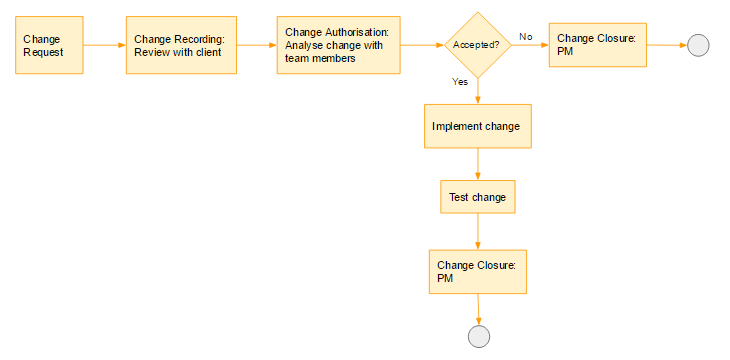 Change
Request
Change Recording:
Review with client
Change Authorisation:
Analyse change with
team members
Accepted?
No
Change Closure:
PM
Yes
Implement change
Test change
Change Closure:
PM